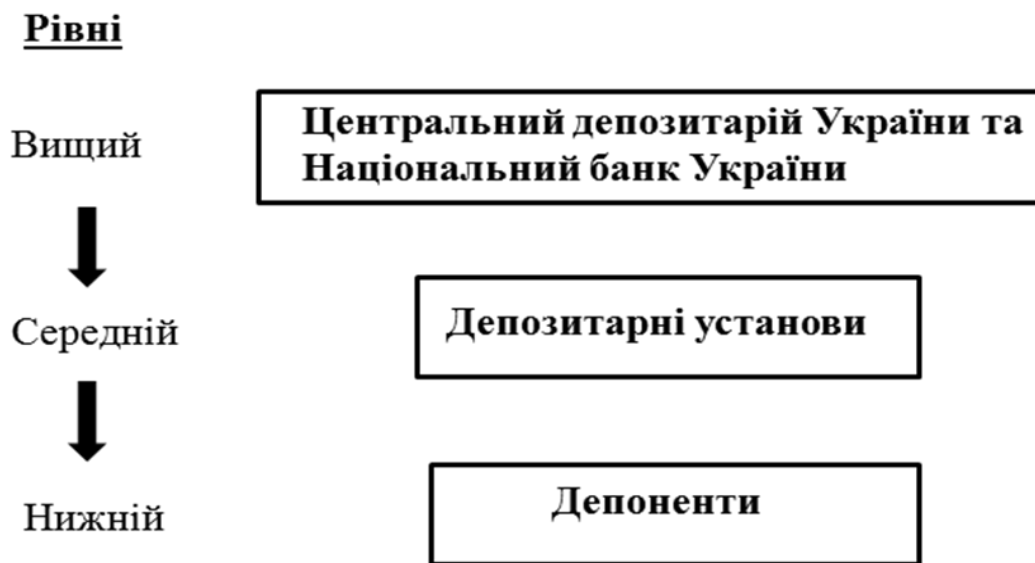 Рівні
Вищий
Центральний депозитарій України та
Національний банк України
Середній
Депозитарні установи
Нижній
Депоненти